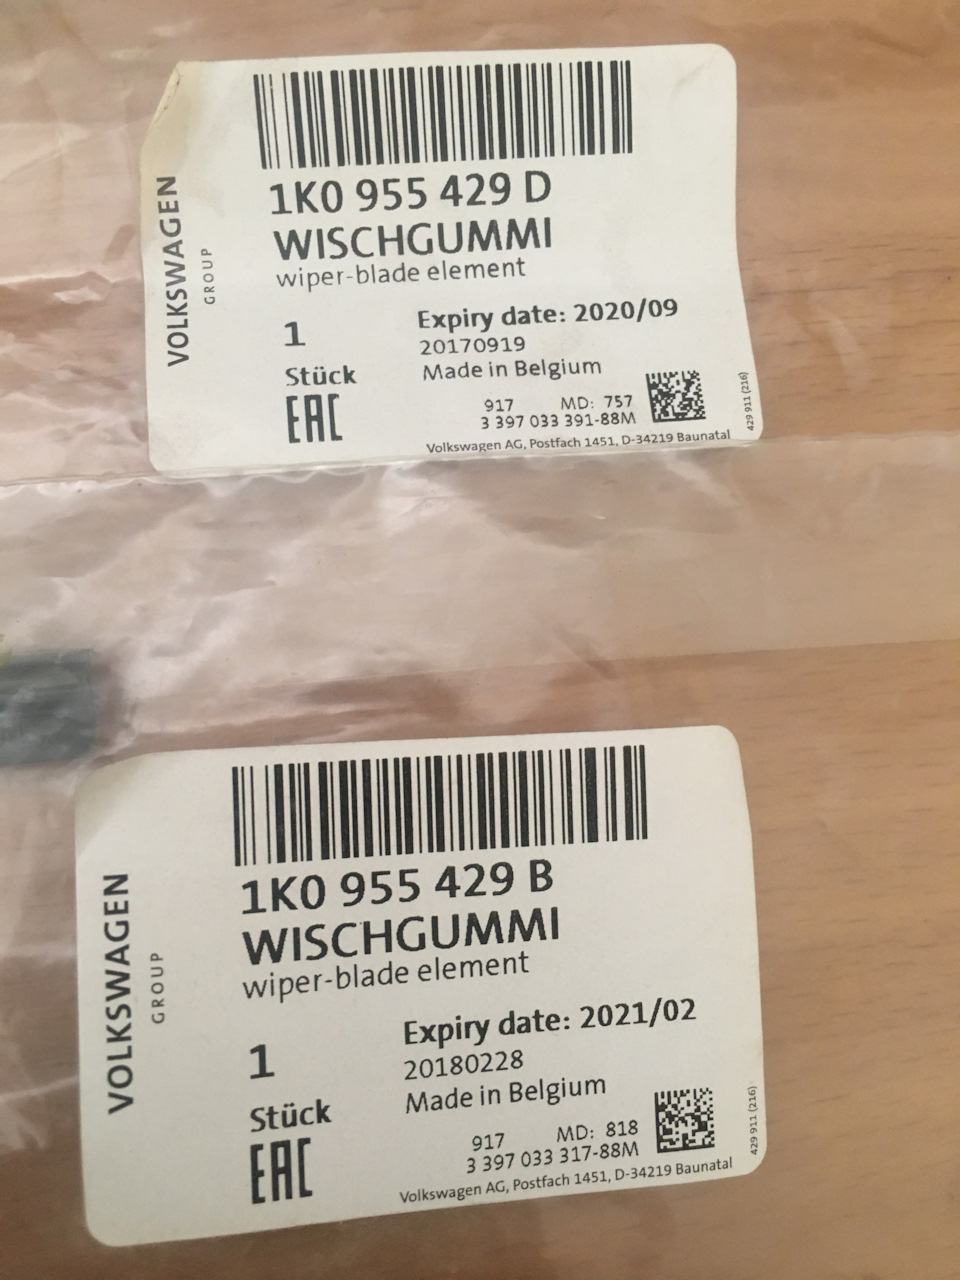 VOLKSWAGEN
GROUP
1K0 955 429 D
WISCHGUMMI
wiper-blade element
1
Stück
EAC
Expiry date: 2020/09
20170919
Made in Belgium
917 MD: 757
3 397 033 391-88M
Volkswagen AG, Postfach 1451, D-34219 Baunatal
429 911 (216)
VOLKSWAGEN
GROUP
1K0 955 429 B
WISCHGUMMI
wiper-blade element
1
Stück
EAC
Expiry date: 2021/02
20180228
Made in Belgium
917 MD: 818
3 397 033 317-88M
Volkswagen AG, Postfach 1451, D-34219 Baunatal
429 911 (216)